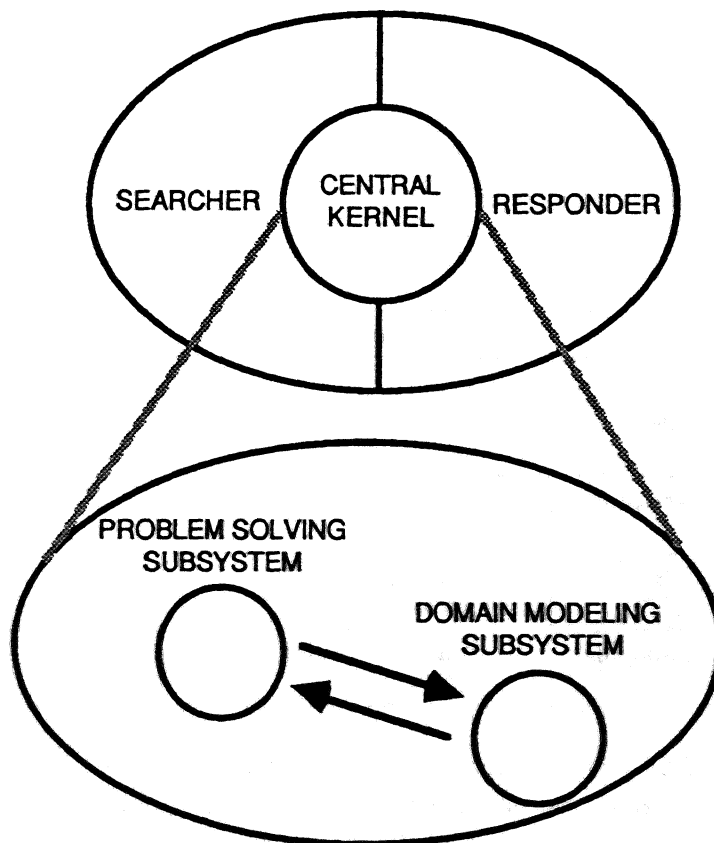 SEARCHER
CENTRAL
KERNEL
RESPONDER
PROBLEM SOLVING
SUBSYSTEM
DOMAIN MODELING
SUBSYSTEM